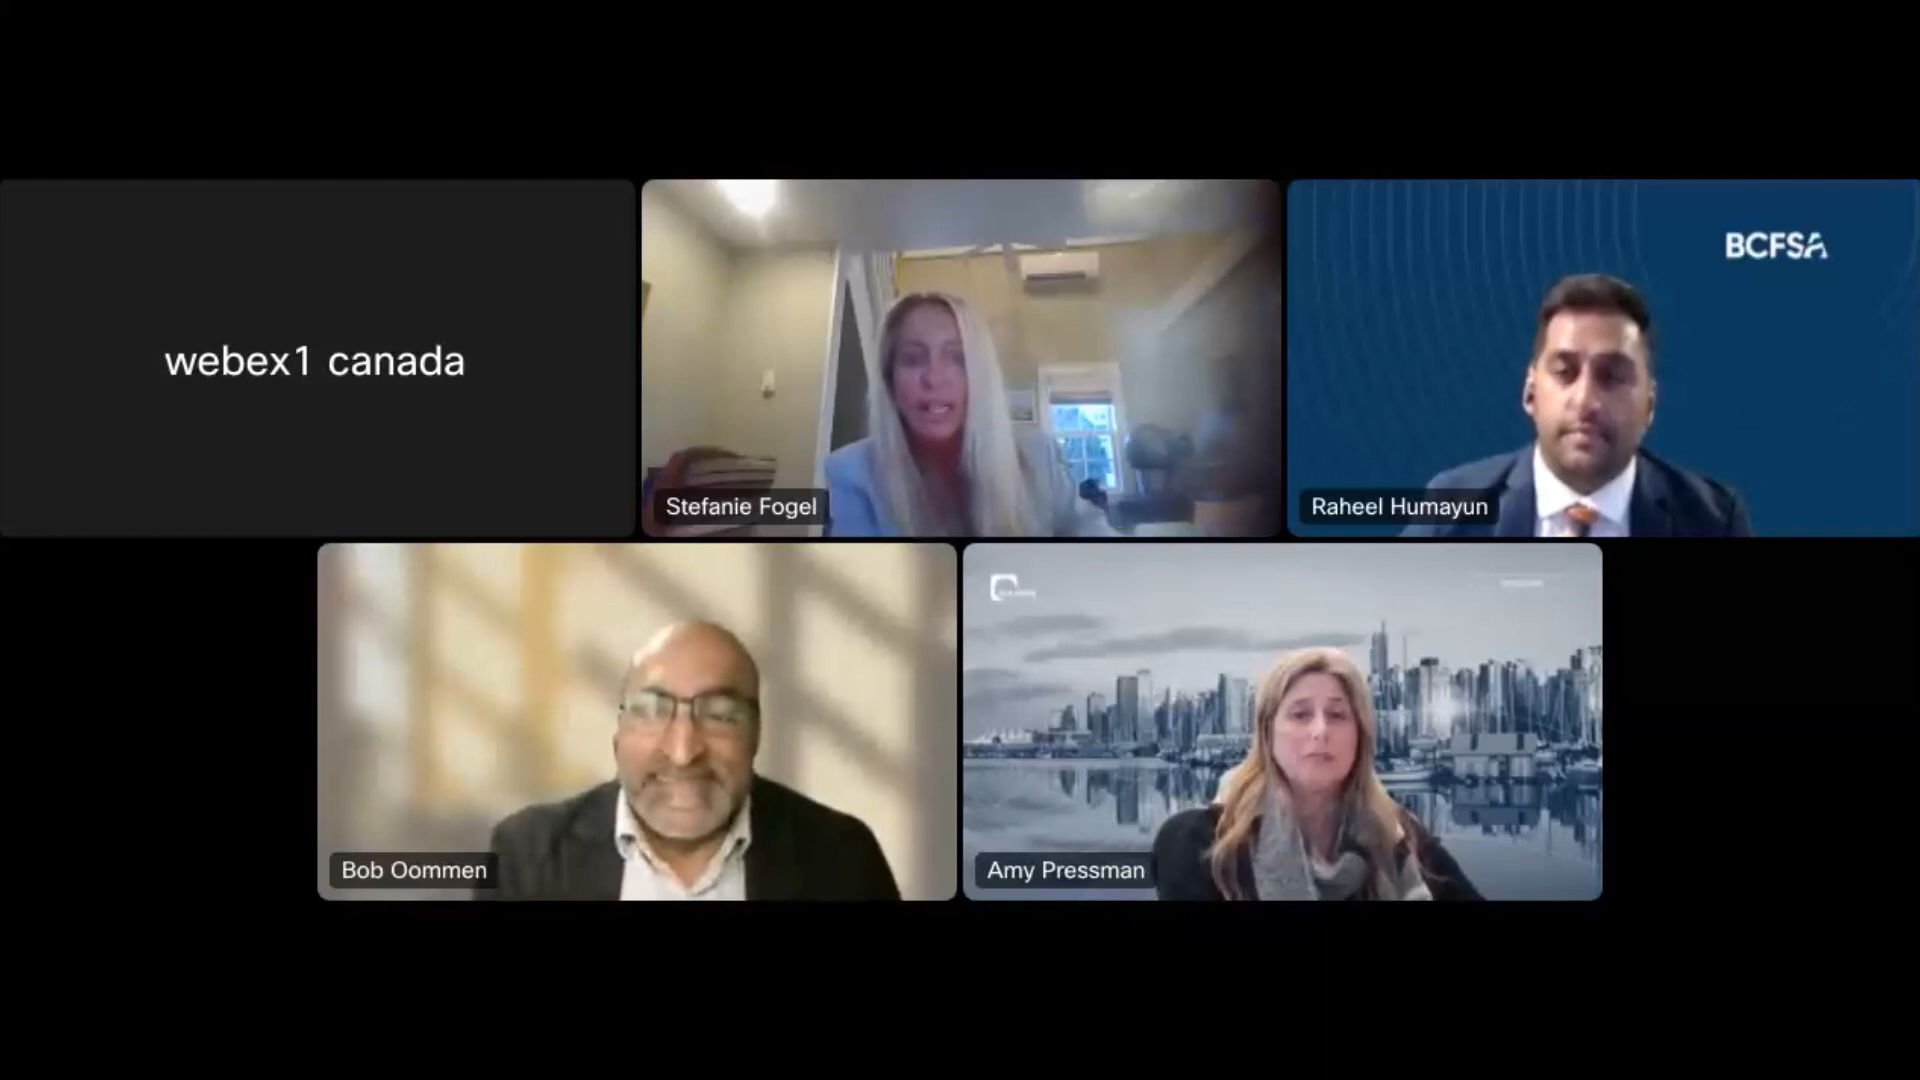 webex1 canada
BCFSA
Stefanie Fogel
Raheel Humayun
Bob Oommen
Amy Pressman